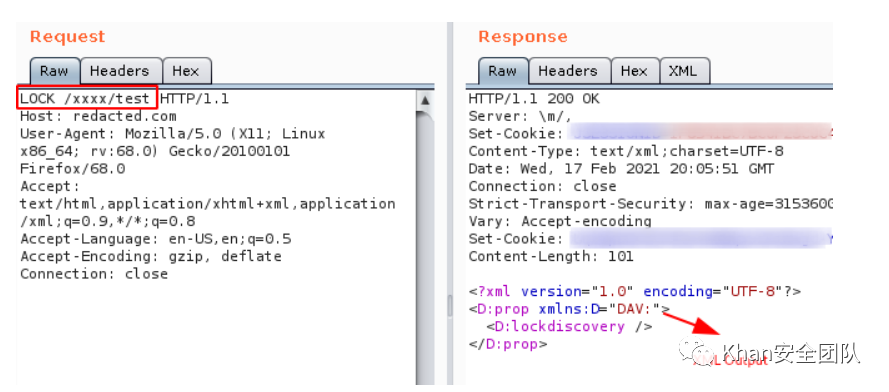 Request
Raw
Headers
Hex
LOCK /xxxx/test HTTP/1.1
Host: redacted.com
User-Agent: Mozilla/5.0 (X11; Linux
x86_64; rv:68.0) Gecko/20100101
Firefox/68.0
Accept:
text/html,application/xhtml+xml,application
/xml;q=0.9,*/*;q=0.8
Accept-Language: en-US,en;q=0.5
Accept-Encoding: gzip, deflate
Connection: close
Response
Raw
Headers
Hex
XML
HTTP/1.1 200 OK
Server: \m/,
Set-Cookie:
Content-Type: text/xml;charset=UTF-8
Date: Wed, 17 Feb 2021 20:05:51 GMT
Connection: close
Strict-Transport-Security: max-age=3153600
Vary: Accept-encoding
Set-Cookie:
Content-Length: 101
<?xml version="1.0" encoding="UTF-8"?>
<D:prop xmlns:D="DAV:">
<D:lockdiscovery />
</D:prop>
Khan安全团队
Output